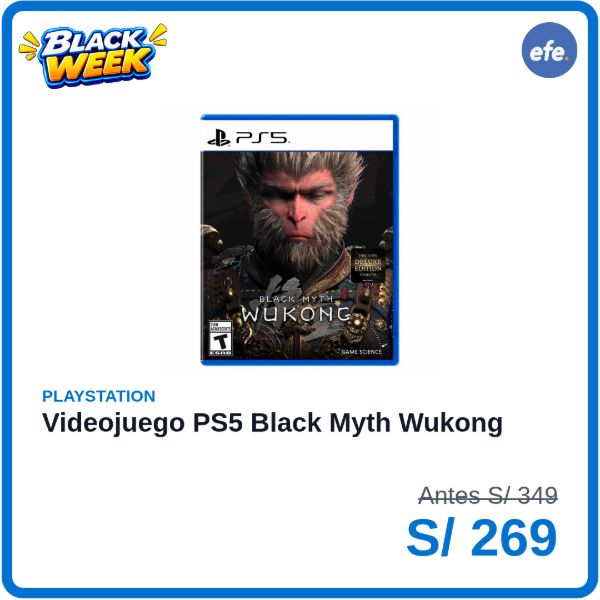 BLACK
WEEK
efe.
PS5
INCLUDES
DELUXE
EDITION
BLACK MYTH
WUKONG
T
ESRB
GAME SCIENCE
PLAYSTATION
Videojuego PS5 Black Myth Wukong
Antes S/ 349
S/ 269